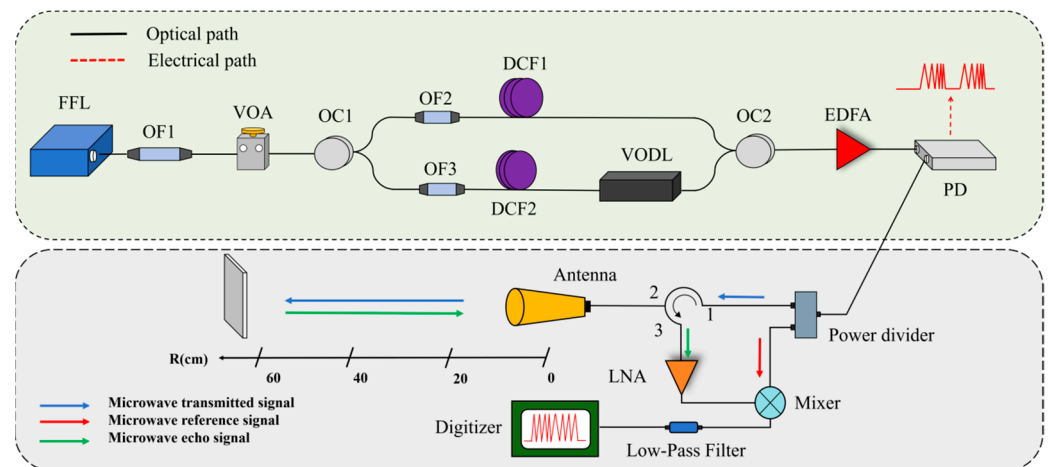 Optical path
Electrical path
FFL
OF1
VOA
OC1
OF2
DCF1
OF3
DCF2
VODL
OC2
EDFA
PD
Antenna
2
1
3
Power divider
R(cm)
60
40
20
0
LNA
Mixer
Microwave transmitted signal
Microwave reference signal
Microwave echo signal
Digitizer
Low-Pass Filter